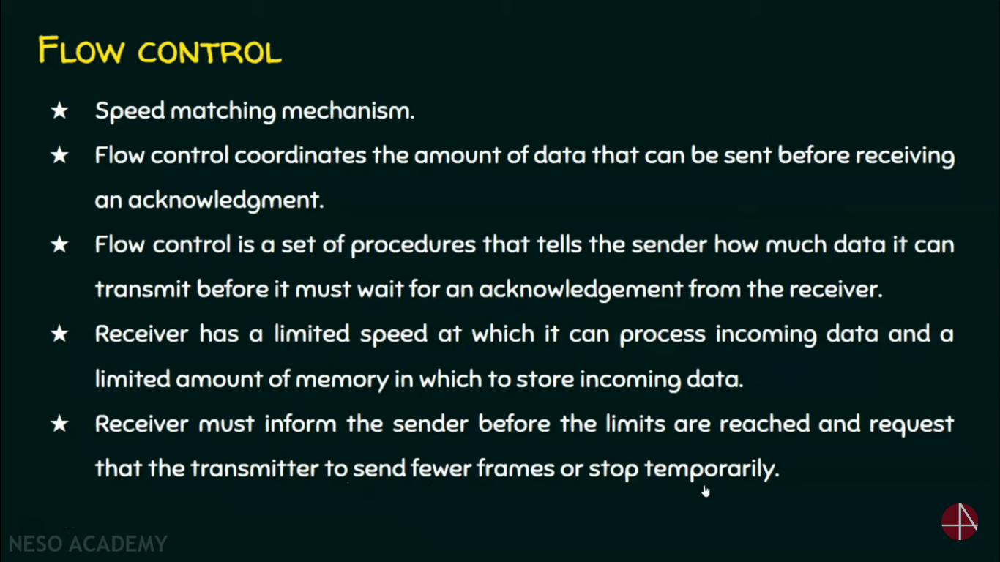 FLOW CONTROL
★ Speed matching mechanism.
★ Flow control coordinates the amount of data that can be sent before receiving
an acknowledgment.
★ Flow control is a set of procedures that tells the sender how much data it can
transmit before it must wait for an acknowledgement from the receiver.
★ Receiver has a limited speed at which it can process incoming data and a
limited amount of memory in which to store incoming data.
★ Receiver must inform the sender before the limits are reached and request
that the transmitter to send fewer frames or stop temporarily.
NESO ACADEMY